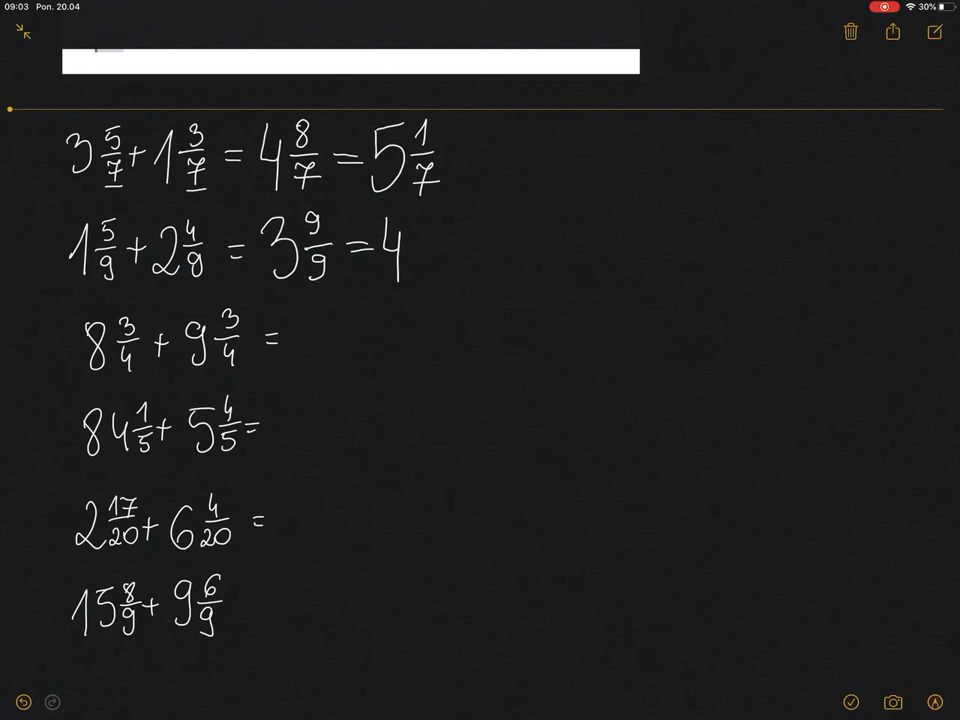 09:03 Pon. 20.04 30%
3 5/7 + 1 3/7 = 4 8/7 = 5 1/7
1 5/9 + 2 4/9 = 3 9/9 = 4
8 3/4 + 9 3/4 =
84 1/5 + 5 4/5 =
2 17/20 + 6 4/20 =
15 8/9 + 9 6/9